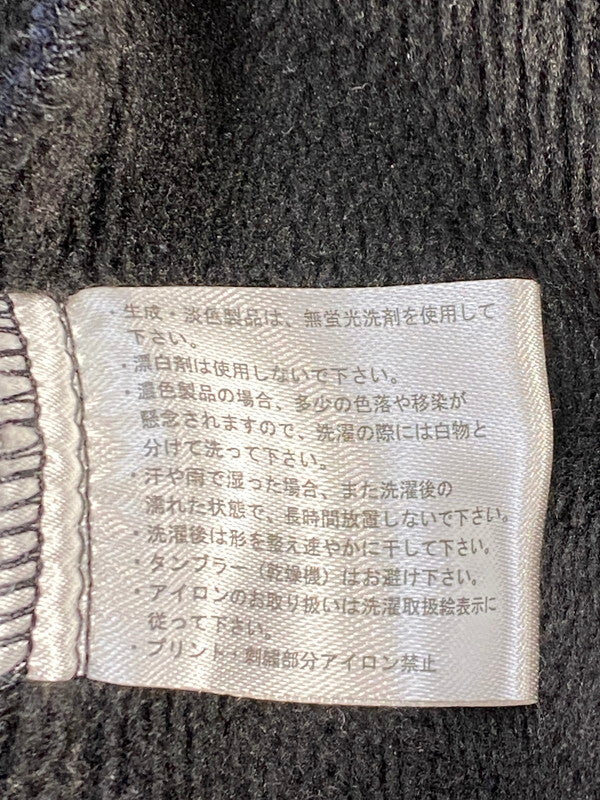 ・生成・淡色製品は、無蛍光洗剤を使用して
下さい。
・漂白剤は使用しないで下さい。
・濃色製品の場合、多少の色落や移染が
懸念されますので、洗濯の際には白物と
分けて洗って下さい。
・汗や雨で湿った場合、また洗濯後の
濡れた状態で、長時間放置しないで下さい。
・洗濯後は形を整え速やかに干して下さい。
・タンブラー（乾燥機）はお避け下さい。
・アイロンのお取り扱いは洗濯取扱絵表示に
従って下さい。
・プリント・刺繍部分アイロン禁止